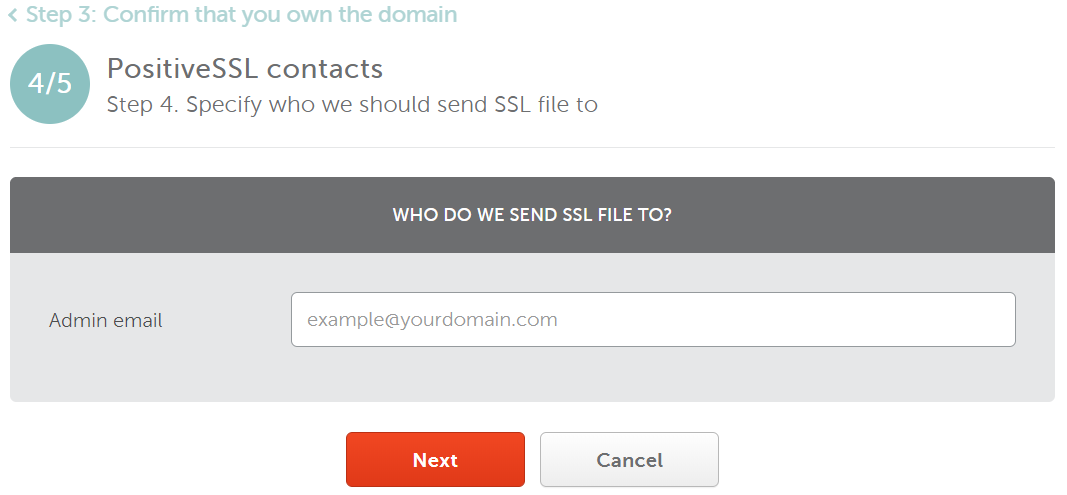 < Step 3: Confirm that you own the domain
4/5
PositiveSSL contacts
Step 4. Specify who we should send SSL file to
WHO DO WE SEND SSL FILE TO?
Admin email
example@yourdomain.com
Next
Cancel